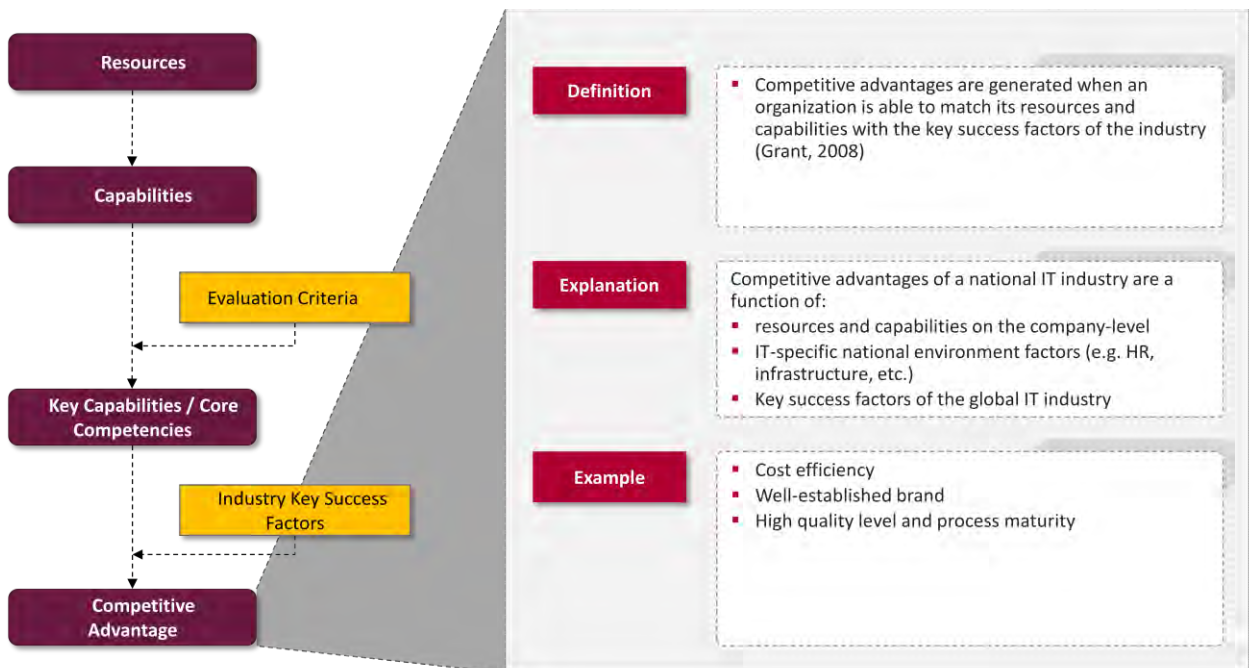 Resources
Capabilities
Evaluation Criteria
Key Capabilities / Core
Competencies
Industry Key Success
Factors
Competitive
Advantage
Definition
▪ Competitive advantages are generated when an
organization is able to match its resources and
capabilities with the key success factors of the industry
(Grant, 2008)
Explanation
Competitive advantages of a national IT industry are a
function of:
▪ resources and capabilities on the company-level
▪ IT-specific national environment factors (e.g. HR,
infrastructure, etc.)
▪ Key success factors of the global IT industry
Example
▪ Cost efficiency
▪ Well-established brand
▪ High quality level and process maturity